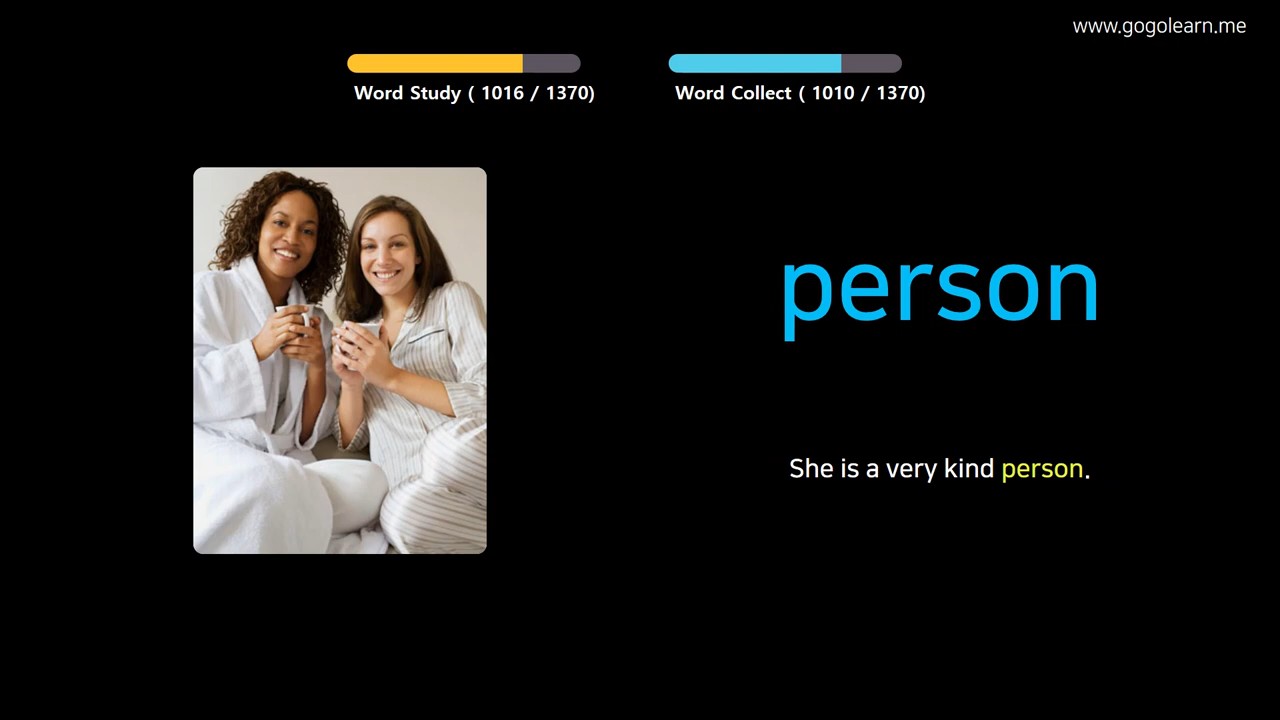 www.gogolearn.me
Word Study ( 1016 / 1370)
Word Collect ( 1010 / 1370)
person
She is a very kind person.